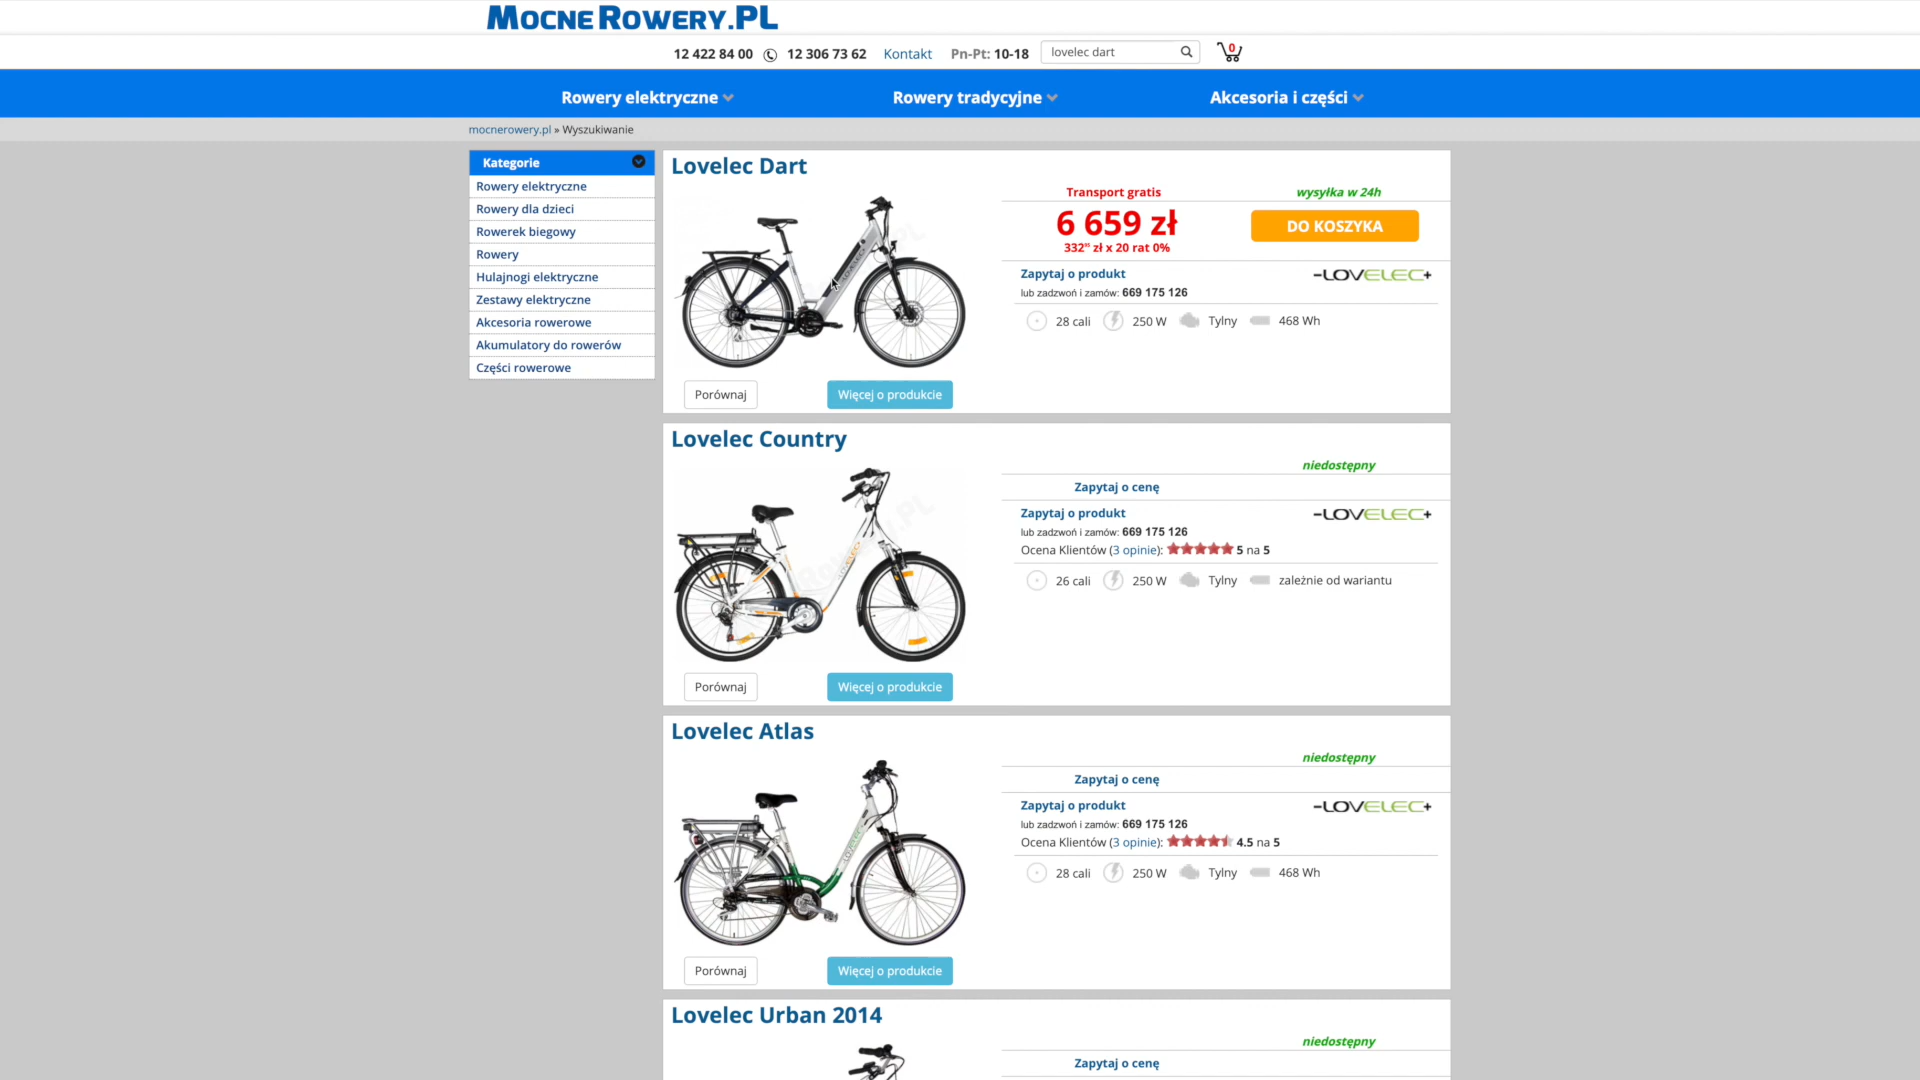 MOCNE ROWERY.PL
12 422 84 00 12 306 73 62 Kontakt Pn-Pt: 10-18 lovelec dart 0
Rowery elektryczne Rowery tradycyjne Akcesoria i części
mocnerowery.pl » Wyszukiwanie
Kategorie
Rowery elektryczne
Rowery dla dzieci
Rowerek biegowy
Rowery
Hulajnogi elektryczne
Zestawy elektryczne
Akcesoria rowerowe
Akumulatory do rowerów
Części rowerowe
Lovelec Dart
Transport gratis wysyłka w 24h
6 659 zł DO KOSZYKA
332⁹⁵ zł x 20 rat 0%
Zapytaj o produkt -LOVELEC+
lub zadzwoń i zamów: 669 175 126
28 cali 250 W Tylny 468 Wh
Porównaj Więcej o produkcie
Lovelec Country
niedostępny
Zapytaj o cenę
Zapytaj o produkt -LOVELEC+
lub zadzwoń i zamów: 669 175 126
Ocena Klientów (3 opinie): 5 na 5
26 cali 250 W Tylny zależnie od wariantu
Porównaj Więcej o produkcie
Lovelec Atlas
niedostępny
Zapytaj o cenę
Zapytaj o produkt -LOVELEC+
lub zadzwoń i zamów: 669 175 126
Ocena Klientów (3 opinie): 4.5 na 5
28 cali 250 W Tylny 468 Wh
Porównaj Więcej o produkcie
Lovelec Urban 2014
niedostępny
Zapytaj o cenę